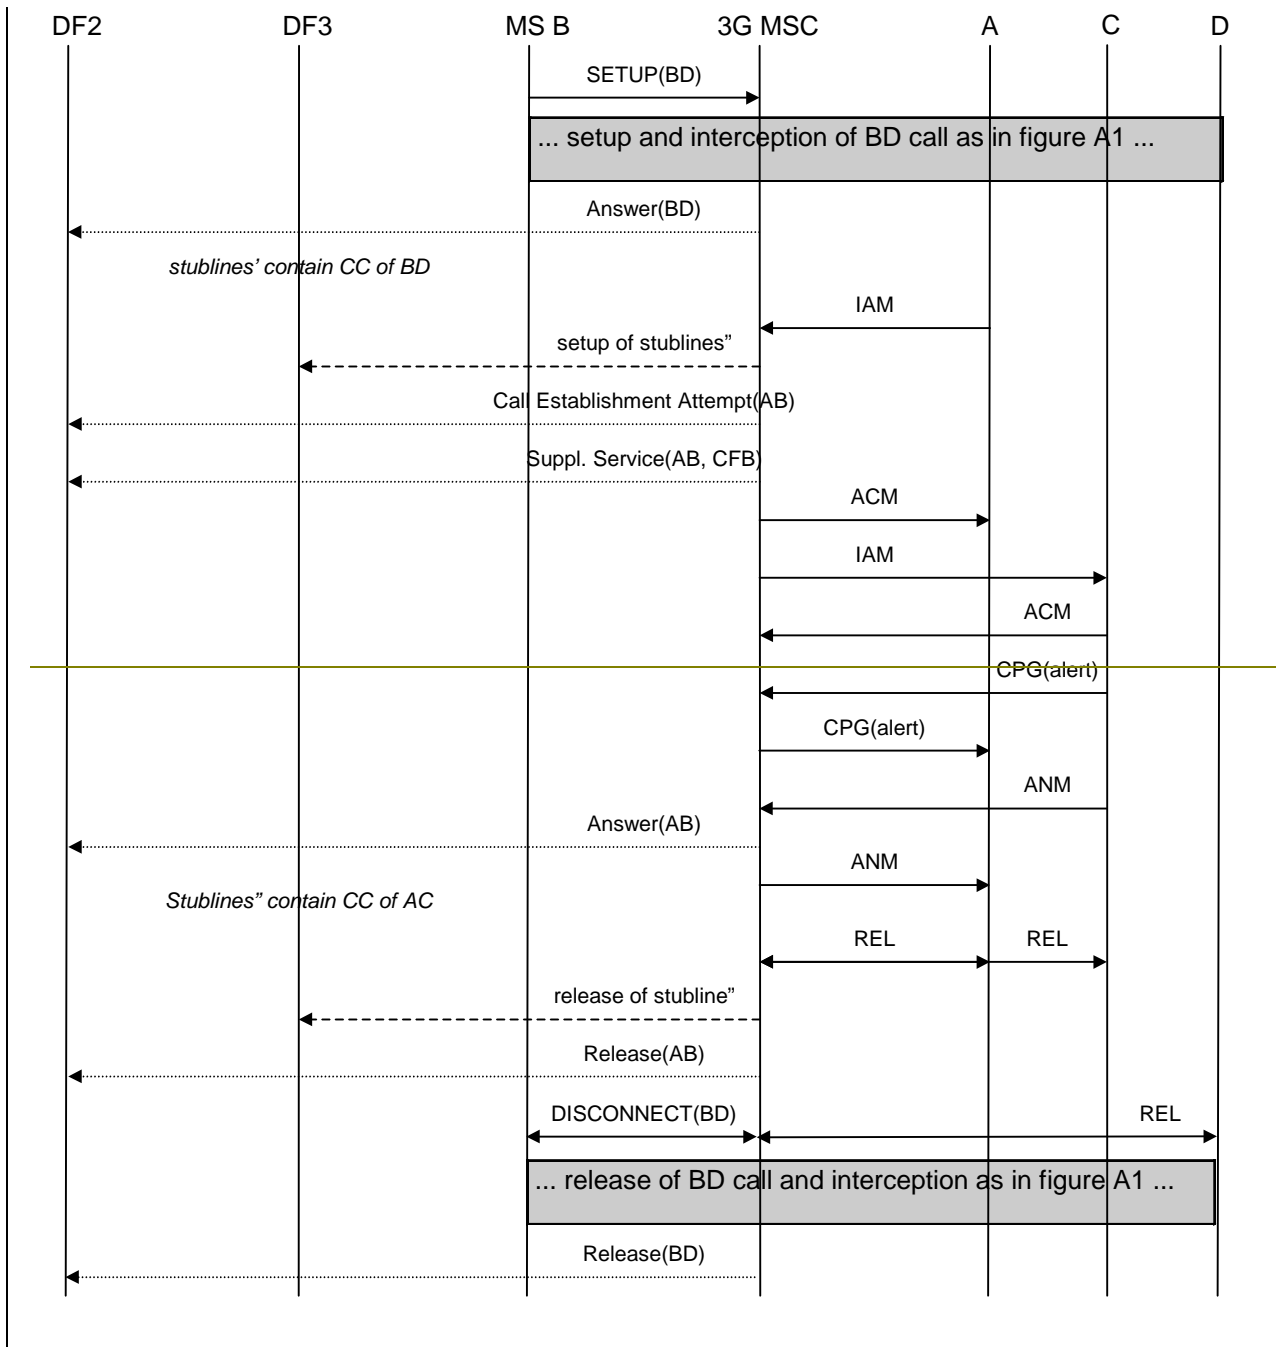 DF2 DF3 MS B 3G MSC A C D
SETUP(BD)
... setup and interception of BD call as in figure A1 ...
Answer(BD)
stublines’ contain CC of BD
IAM
setup of stublines”
Call Establishment Attempt(AB)
Suppl. Service(AB, CFB)
ACM
IAM
ACM
CPG(alert)
CPG(alert)
ANM
Answer(AB)
ANM
Stublines” contain CC of AC
REL REL
release of stubline”
Release(AB)
DISCONNECT(BD) REL
... release of BD call and interception as in figure A1 ...
Release(BD)